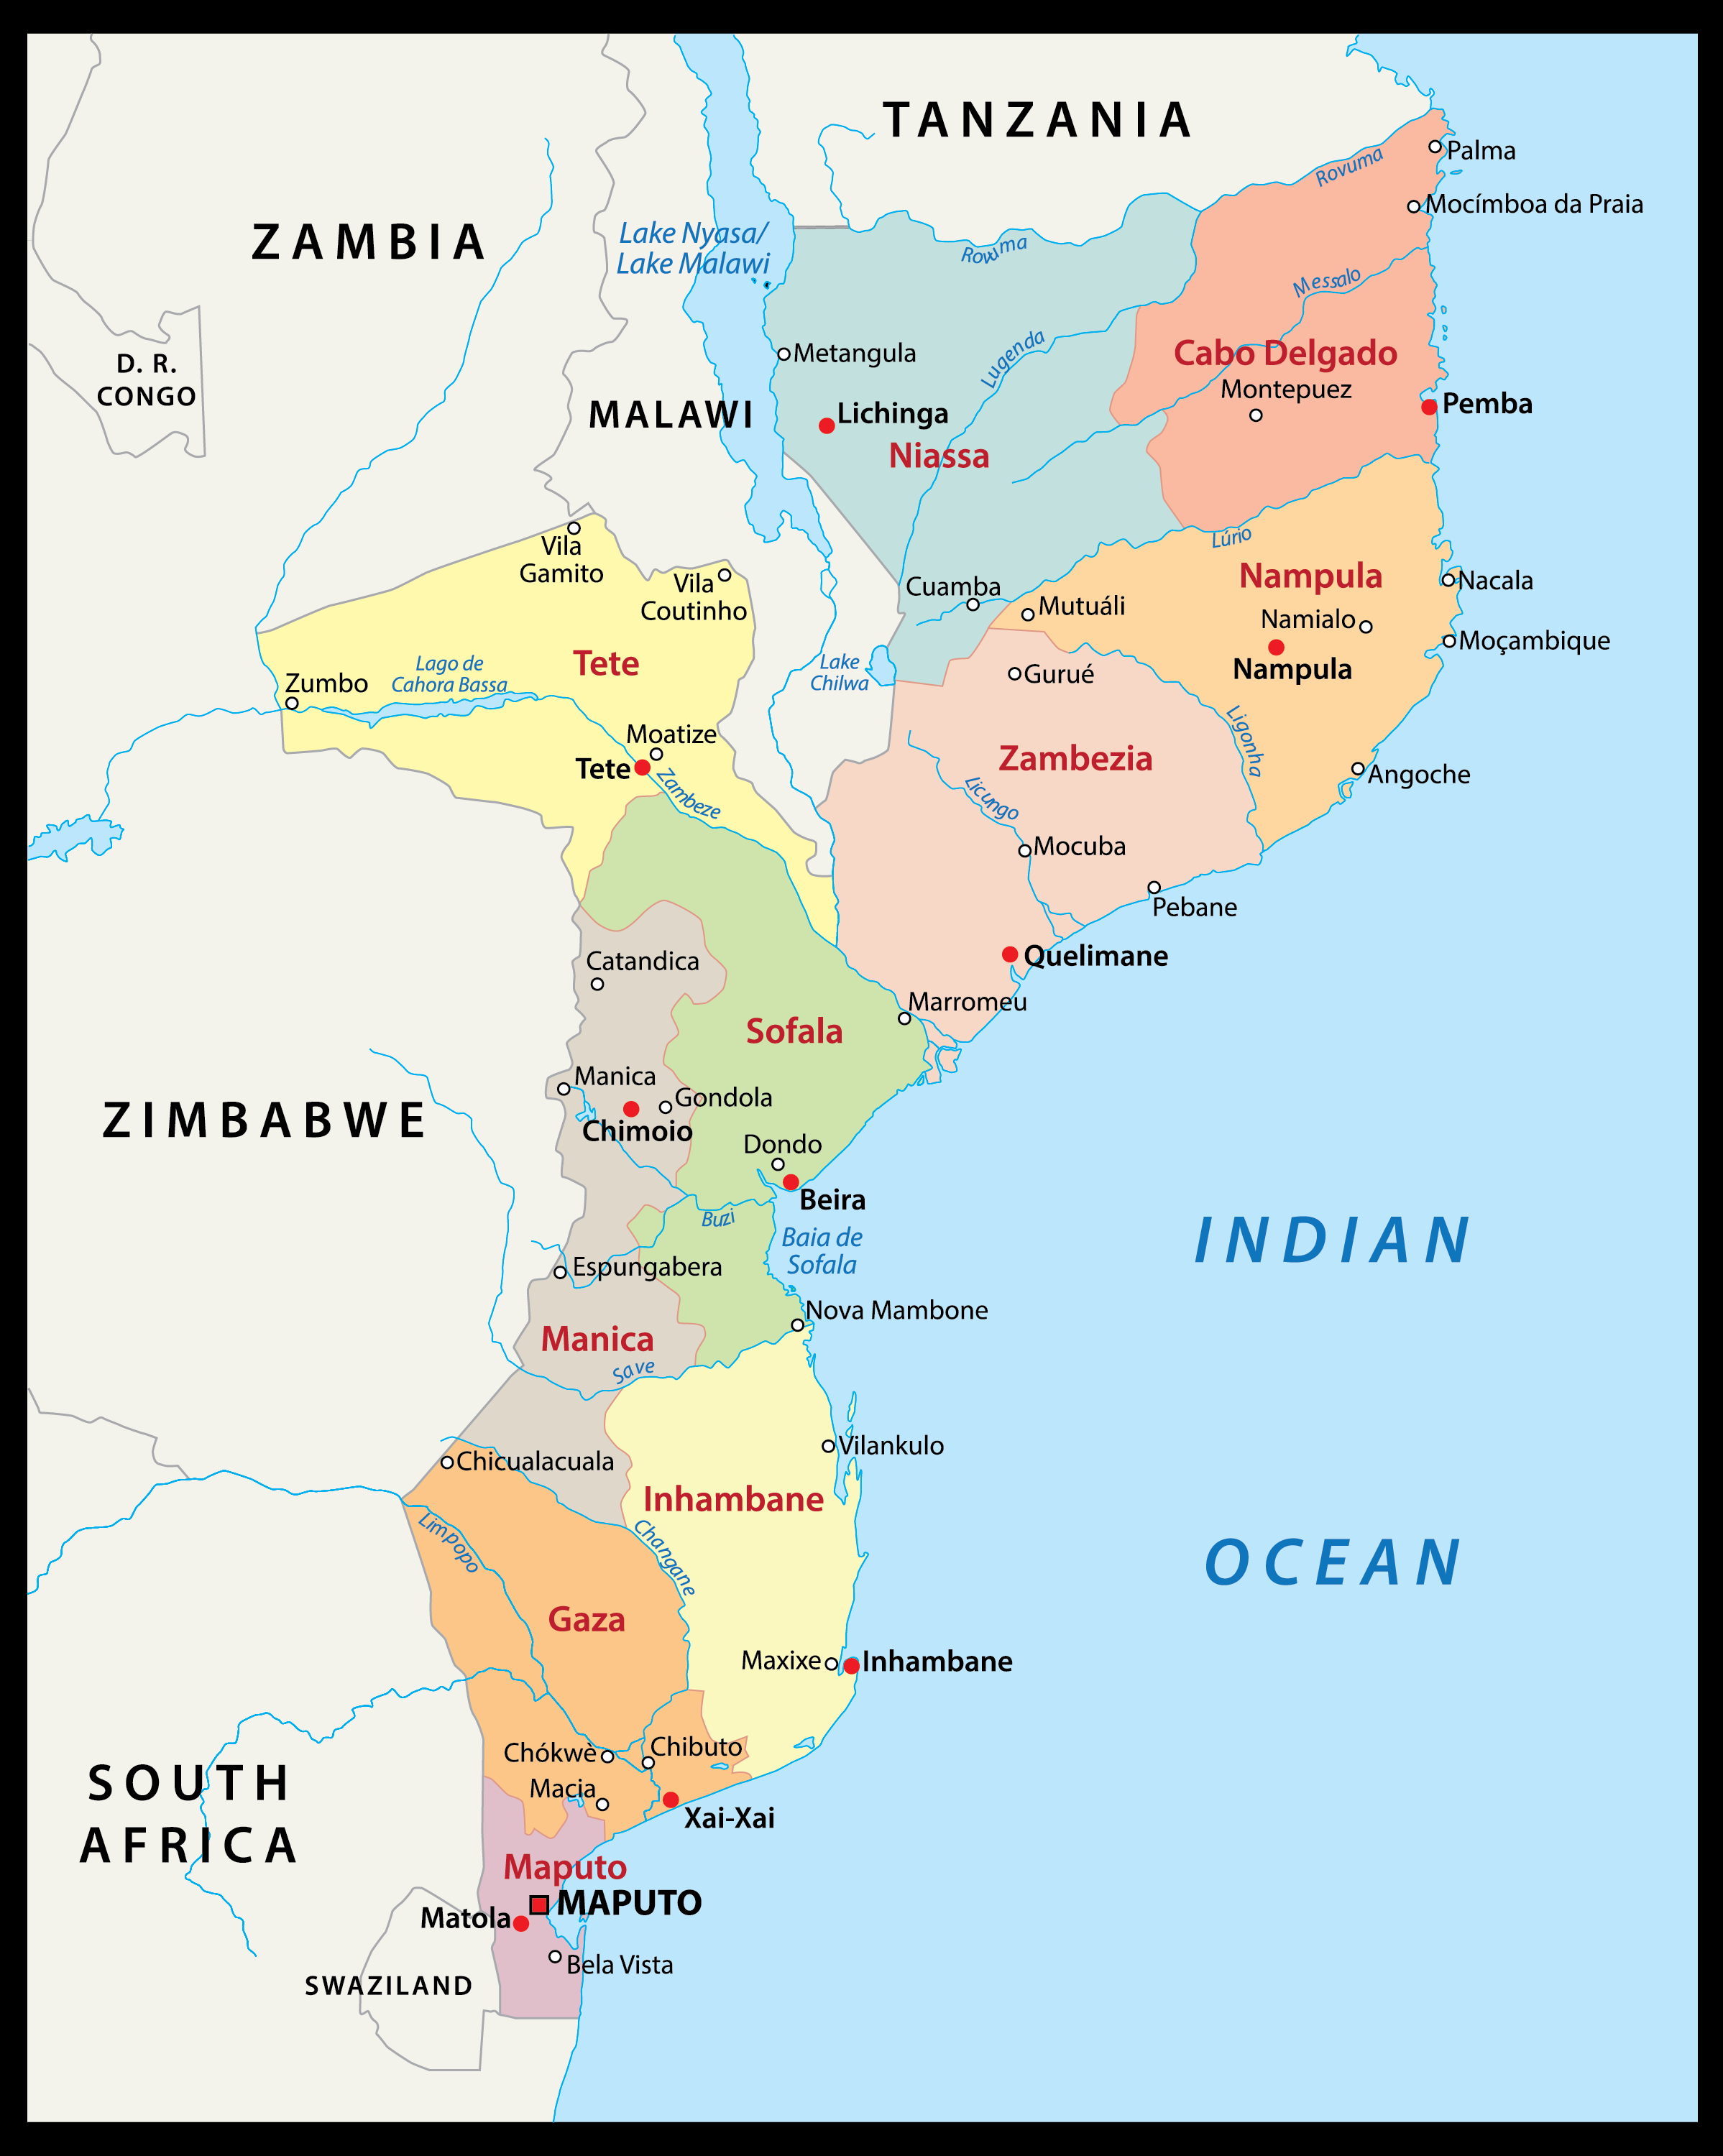 TANZANIA
Palma
Rovuma
Mocímboa da Praia
ZAMBIA
Lake Nyasa/
Lake Malawi
Rovuma
Messalo
D. R.
CONGO
Metangula
Lugenda
Cabo Delgado
Montepuez
MALAWI
Lichinga
Pemba
Niassa
Vila
Gamito
Lúrio
Vila
Coutinho
Nampula
Nacala
Cuamba
Mutuáli
Namialo
Moçambique
Tete
Lago de
Cahora Bassa
Lake
Chilwa
Nampula
Gurué
Zumbo
Ligonha
Moatize
Zambezia
Tete
Zambeze
Angoche
Licungo
Mocuba
Pebane
Catandica
Quelimane
Marromeu
Sofala
Manica
Gondola
ZIMBABWE
Chimoio
Dondo
Beira
Buzi
Baia de
Sofala
INDIAN
Espungabera
Nova Mambone
Manica
Save
Vilankulo
Chicualacuala
Inhambane
Limpopo
Changane
OCEAN
Gaza
Maxixe
Inhambane
Chókwè
Chibuto
SOUTH
AFRICA
Macia
Xai-Xai
Maputo
MAPUTO
Matola
Bela Vista
SWAZILAND